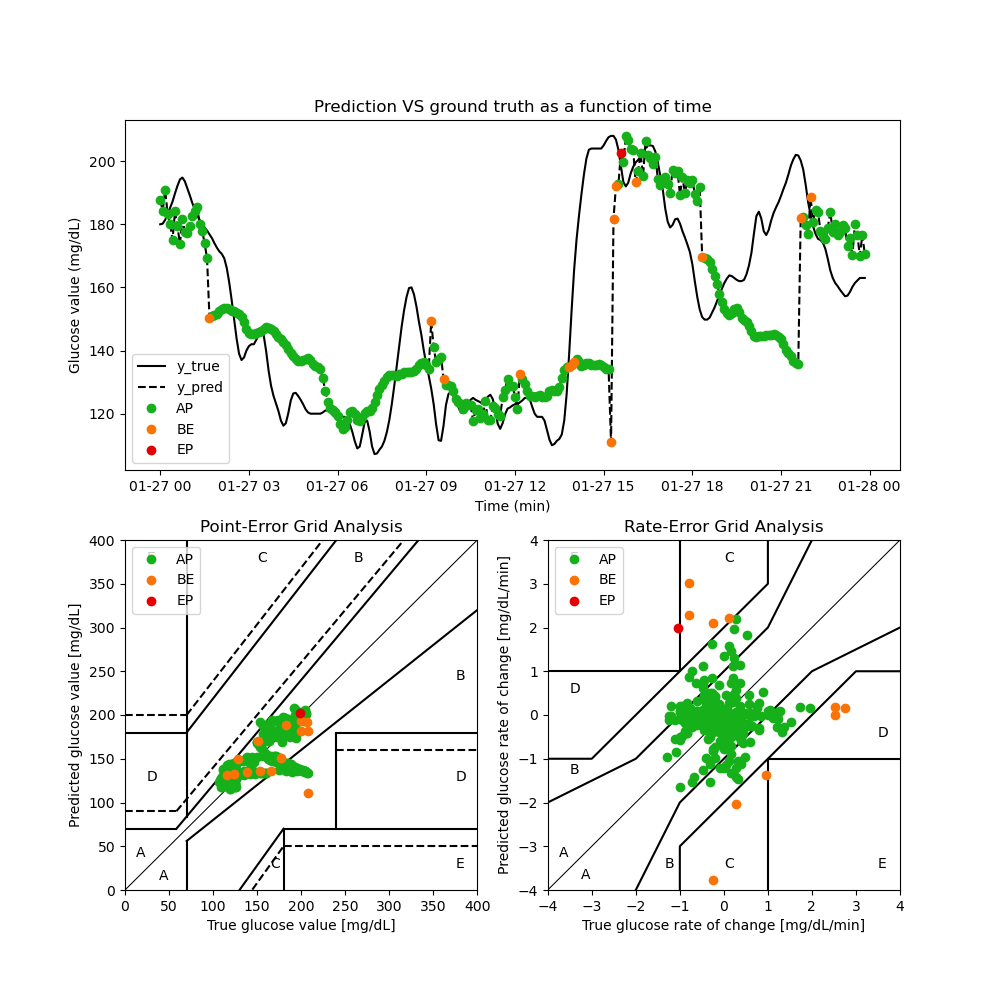 Prediction VS ground truth as a function of time
Glucose value (mg/dL)
200
180
160
140
120
y_true
y_pred
AP
BE
EP
01-27 00 01-27 03 01-27 06 01-27 09 01-27 12 01-27 15 01-27 18 01-27 21 01-28 00
Time (min)
Point-Error Grid Analysis
Predicted glucose value [mg/dL]
400
350
300
250
200
150
100
50
0
AP
BE
EP
C
B
B
D
D
A
A
C
E
0 50 100 150 200 250 300 350 400
True glucose value [mg/dL]
Rate-Error Grid Analysis
Predicted glucose rate of change [mg/dL/min]
4
3
2
1
0
−1
−2
−3
−4
AP
BE
EP
C
D
D
B
A
A
B
C
E
−4 −3 −2 −1 0 1 2 3 4
True glucose rate of change [mg/dL/min]